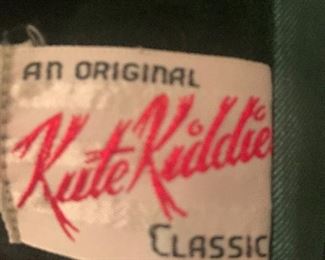 AN ORIGINAL
Kute Kiddie
CLASSIC